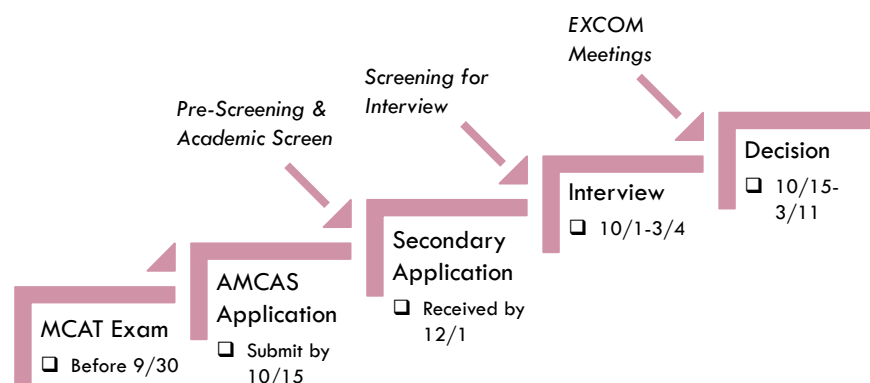 EXCOM
Meetings
Screening for
Interview
Pre-Screening &
Academic Screen
Decision
❑ 10/15-
3/11
Interview
❑ 10/1-3/4
Secondary
Application
❑ Received by
12/1
AMCAS
Application
❑ Submit by
10/15
MCAT Exam
❑ Before 9/30